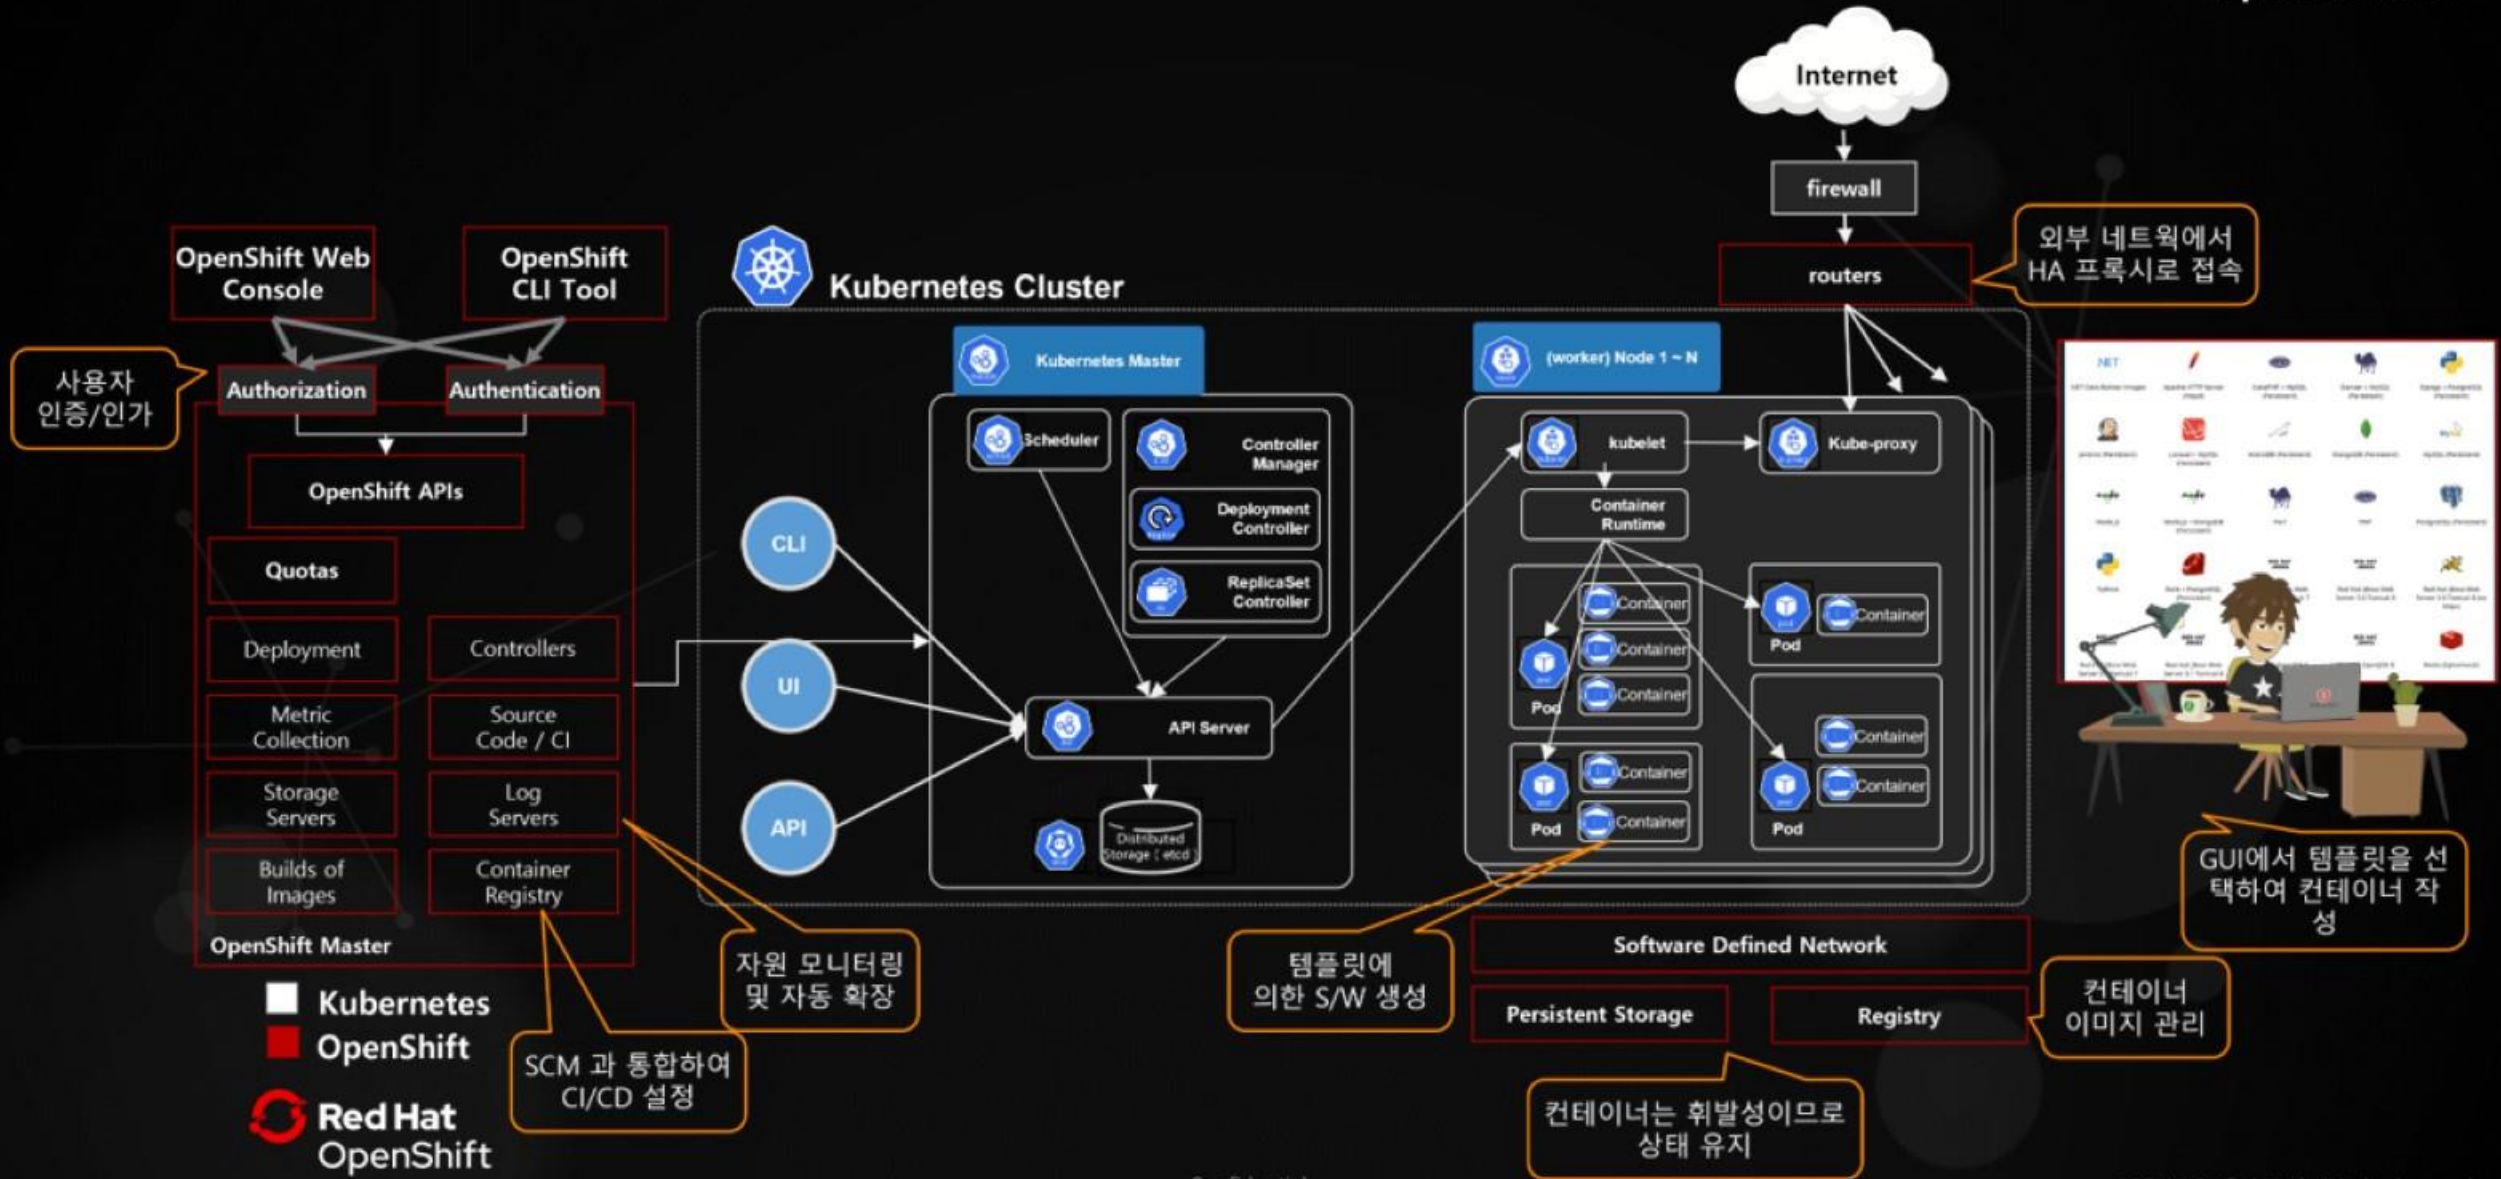 Internet
firewall
routers
외부 네트웍에서
HA 프록시로 접속
OpenShift Web
Console
OpenShift
CLI Tool
사용자
인증/인가
Authorization
Authentication
OpenShift APIs
Quotas
Deployment
Controllers
Metric
Collection
Source
Code / CI
Storage
Servers
Log
Servers
Builds of
Images
Container
Registry
OpenShift Master
Kubernetes
OpenShift
Red Hat
OpenShift
SCM 과 통합하여
CI/CD 설정
자원 모니터링
및 자동 확장
Kubernetes Cluster
CLI
UI
API
Kubernetes Master
Scheduler
Controller
Manager
Deployment
Controller
ReplicaSet
Controller
API Server
Distributed
Storage ( etcd )
(worker) Node 1 ~ N
kubelet
Kube-proxy
Container
Runtime
Container
Container
Container
Pod
Pod
Container
Container
Container
Pod
Container
Container
Pod
템플릿에
의한 S/W 생성
Software Defined Network
Persistent Storage
Registry
컨테이너
이미지 관리
컨테이너는 휘발성이므로
상태 유지
.NET
GUI에서 템플릿을 선
택하여 컨테이너 작
성